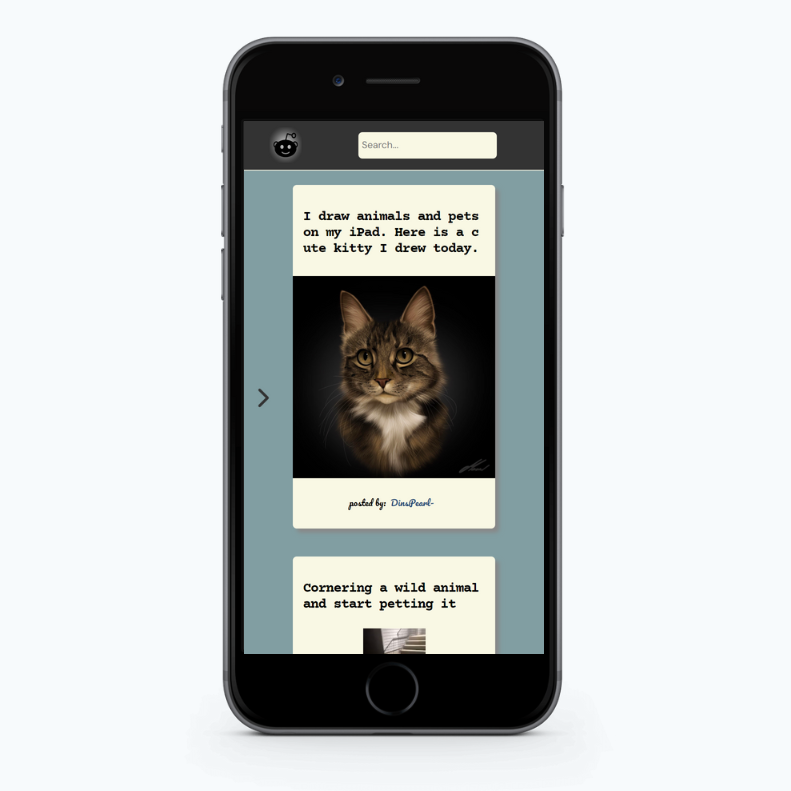 Search...
I draw animals and pets
on my iPad. Here is a c
ute kitty I drew today.
posted by: DinsPearl-
Cornering a wild animal
and start petting it